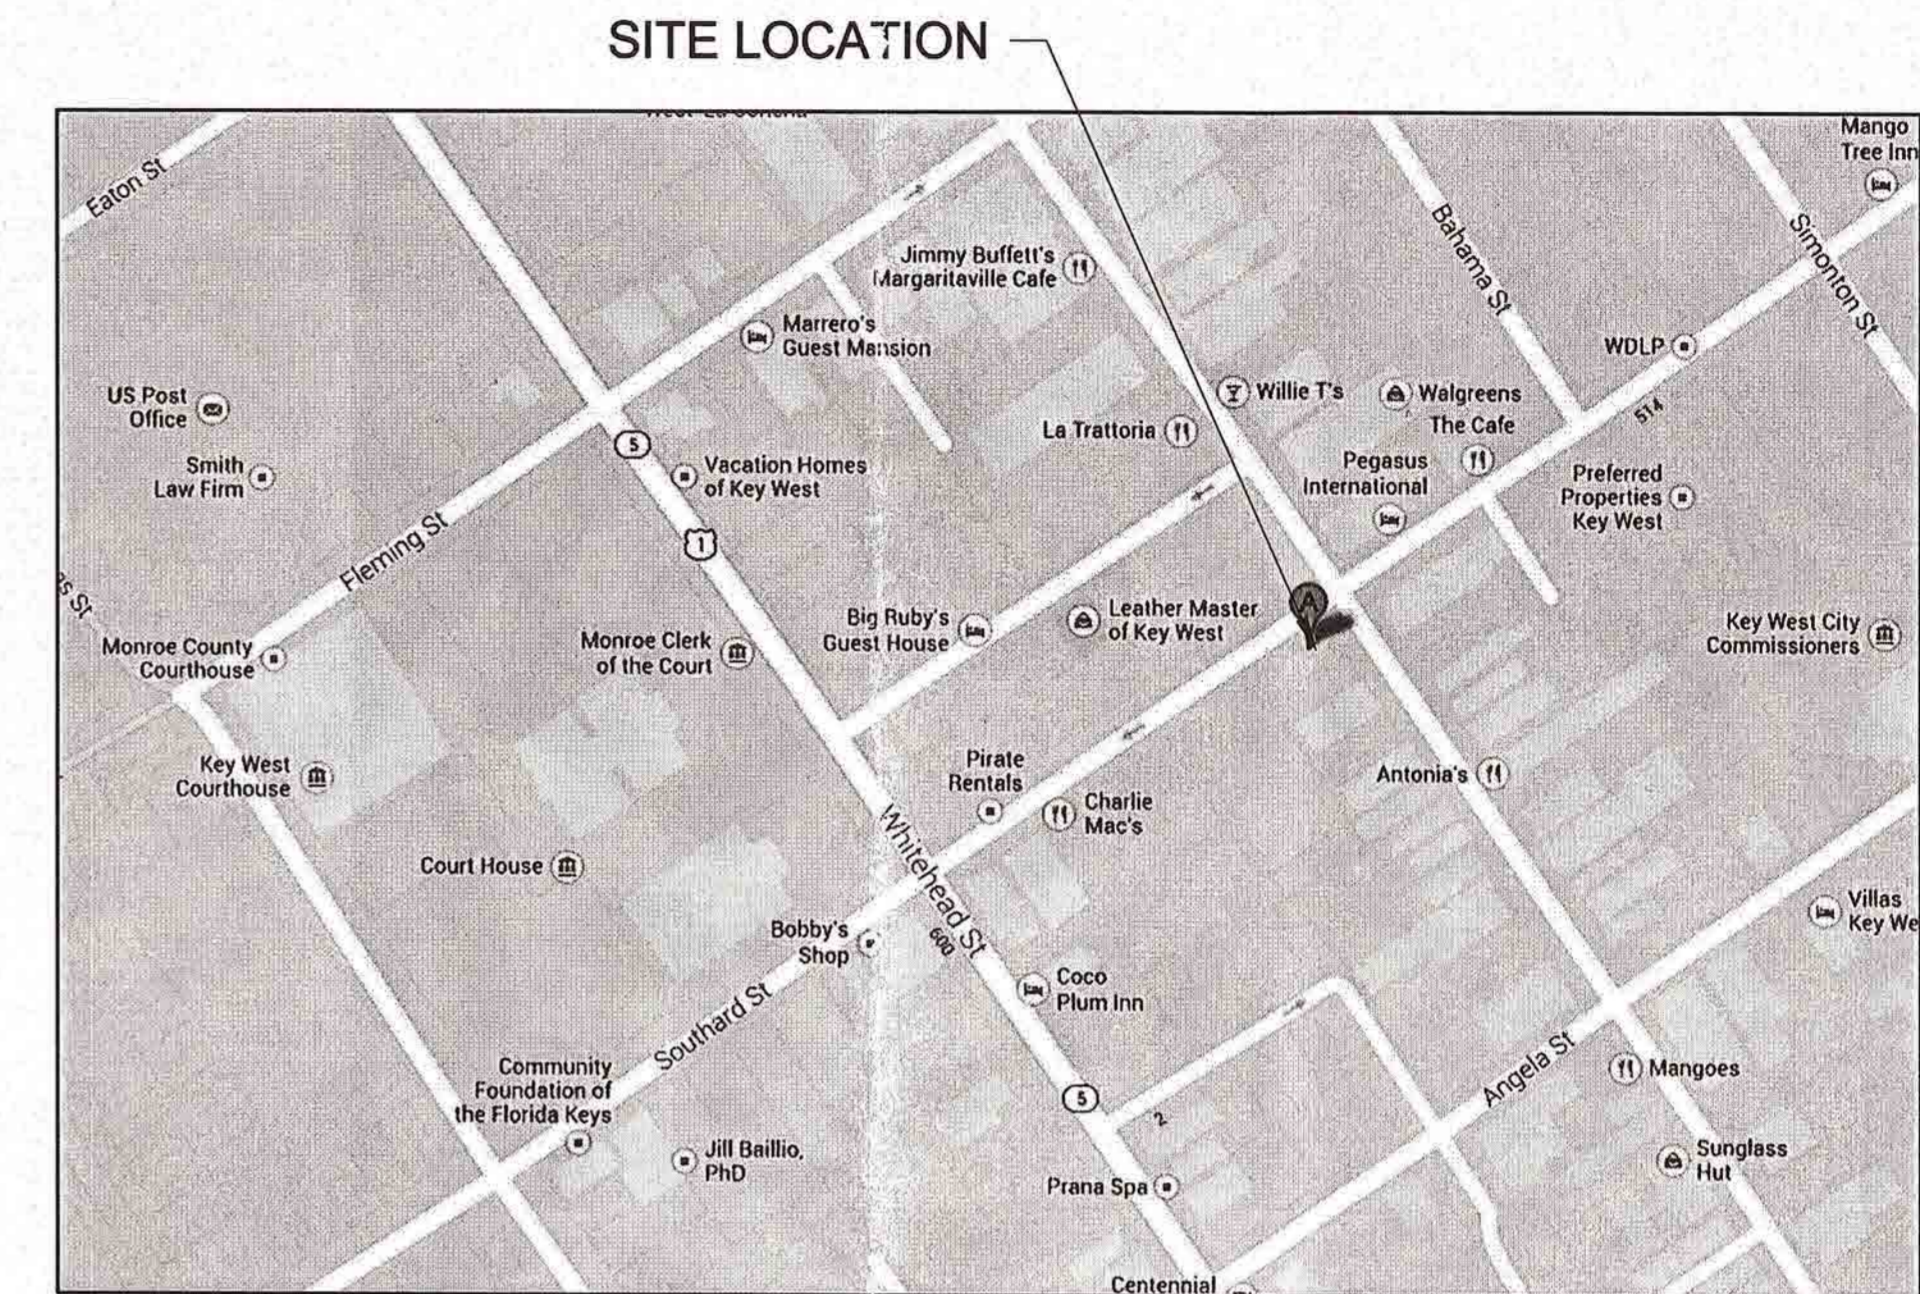 SITE LOCATION
Mango
Tree Inn
Eaton St
Bahama St
Simonton St
Jimmy Buffett's
Margaritaville Cafe
Marrero's
Guest Mansion
WDLP
514
US Post
Office
Willie T's
Walgreens
The Cafe
La Trattoria
Smith
Law Firm
5
Vacation Homes
of Key West
Pegasus
International
Preferred
Properties
Key West
1
Fleming St
as St
A
Big Ruby's
Guest House
Leather Master
of Key West
Key West City
Commissioners
Monroe County
Courthouse
Monroe Clerk
of the Court
Key West
Courthouse
Pirate
Rentals
Charlie
Mac's
Antonia's
Whitehead St
600
Court House
Bobby's
Shop
Villas
Key We
Coco
Plum Inn
Southard St
Community
Foundation of
the Florida Keys
5
2
Angela St
Mangoes
Jill Baillio,
PhD
Prana Spa
Sunglass
Hut
Centennial